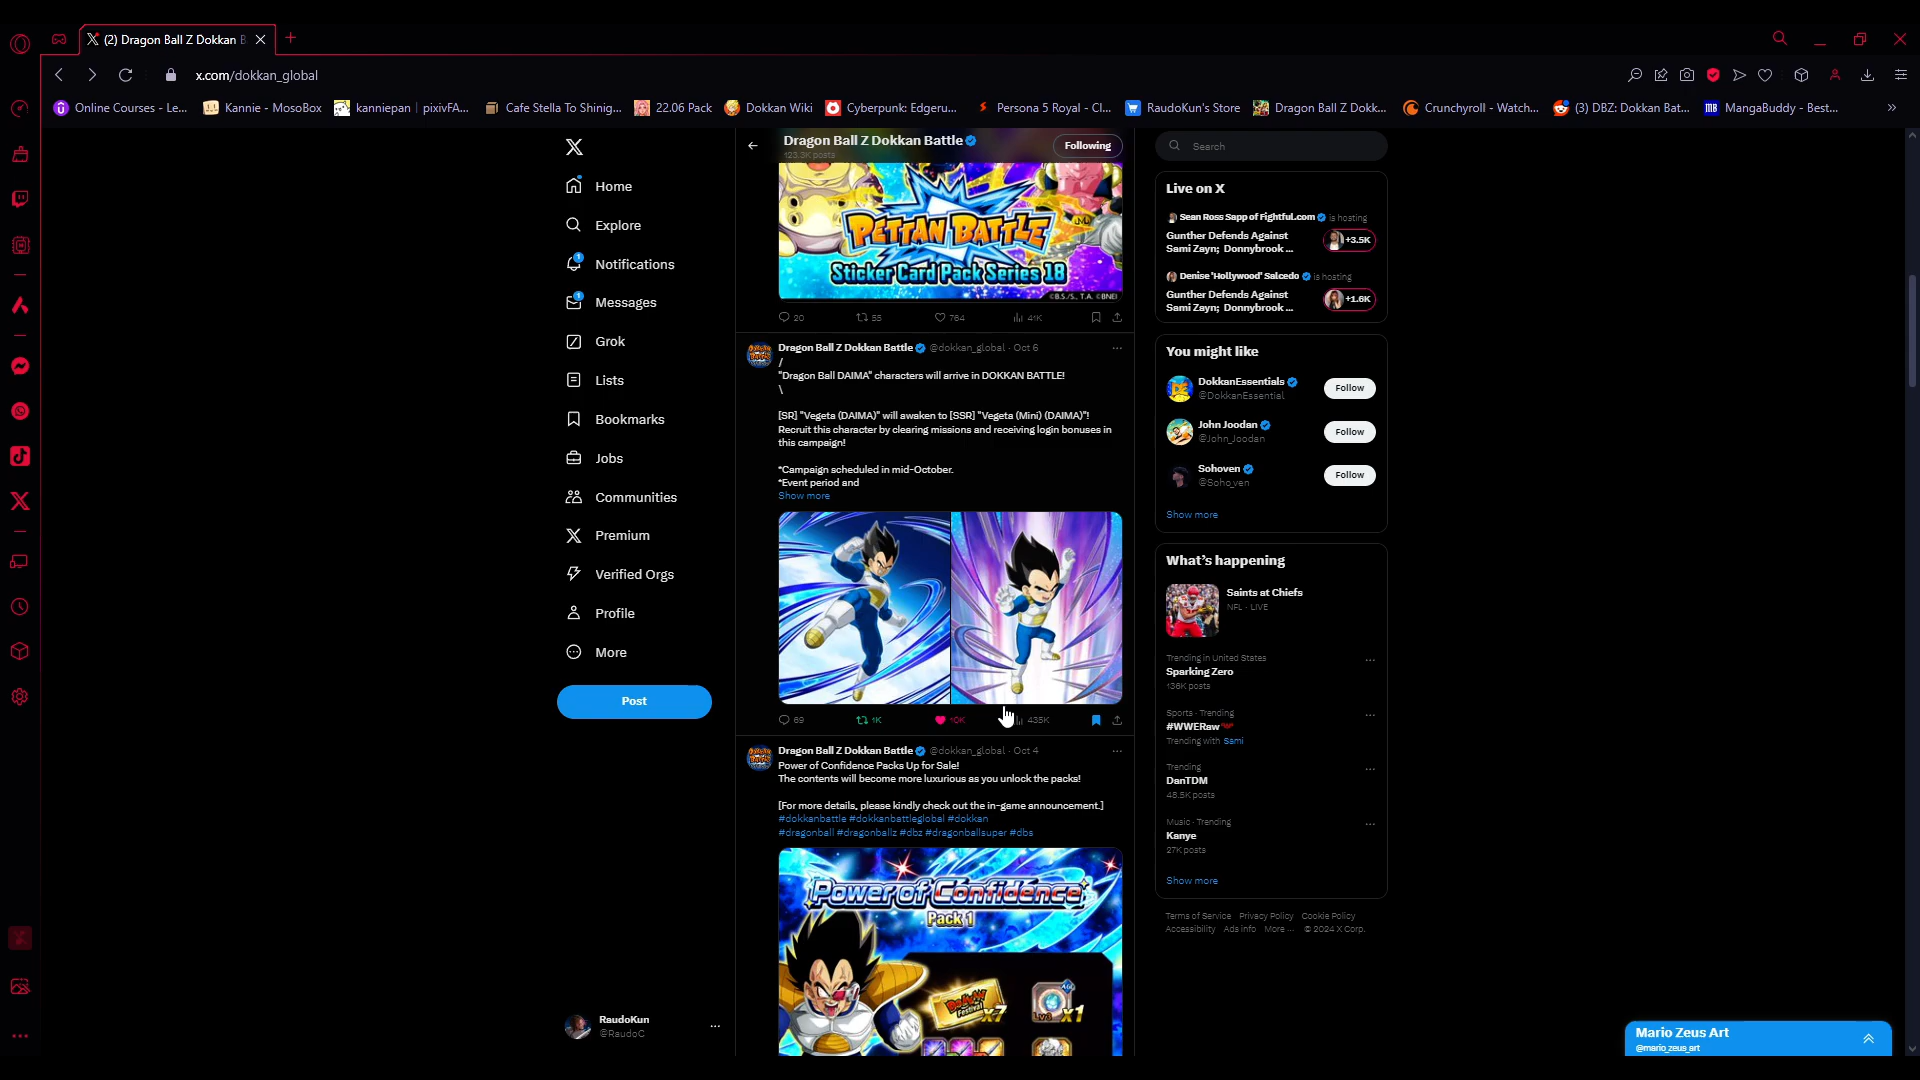 (2) Dragon Ball Z Dokkan B
x.com/dokkan_global
Online Courses - Le...
Kannie - MosoBox
kanniepan | pixivFA...
Cafe Stella To Shinig...
22.06 Pack
Dokkan Wiki
Cyberpunk: Edgeru...
Persona 5 Royal - Cl...
RaudoKun's Store
Dragon Ball Z Dokk...
Crunchyroll - Watch...
(3) DBZ: Dokkan Bat...
MangaBuddy - Best...
Home
Explore
Notifications
Messages
Grok
Lists
Bookmarks
Jobs
Communities
Premium
Verified Orgs
Profile
More
Post
RaudoKun
@RaudoC
Dragon Ball Z Dokkan Battle
123.3K posts
Following
PETTAN BATTLE
Sticker Card Pack Series 18
©B.S./S., T.A. ©BNEI
20 55 784 41K
Dragon Ball Z Dokkan Battle @dokkan_global · Oct 6
/
"Dragon Ball DAIMA" characters will arrive in DOKKAN BATTLE!
\
[SR] "Vegeta (DAIMA)" will awaken to [SSR] "Vegeta (Mini) (DAIMA)"!
Recruit this character by clearing missions and receiving login bonuses in
this campaign!
*Campaign scheduled in mid-October.
*Event period and
Show more
69 1K 10K 435K
Dragon Ball Z Dokkan Battle @dokkan_global · Oct 4
Power of Confidence Packs Up for Sale!
The contents will become more luxurious as you unlock the packs!
[For more details, please kindly check out the in-game announcement.]
#dokkanbattle #dokkanbattleglobal #dokkan
#dragonball #dragonballz #dbz #dragonballsuper #dbs
Power of Confidence
Pack 1
x7
Lv3
x1
Search
Live on X
Sean Ross Sapp of Fightful.com is hosting
Gunther Defends Against
Sami Zayn; Donnybrook ...
+3.5K
Denise 'Hollywood' Salcedo is hosting
Gunther Defends Against
Sami Zayn; Donnybrook ...
+1.6K
You might like
DokkanEssentials
@DokkanEssential
Follow
John Joodan
@John_Joodan
Follow
Sohoven
@Soho_ven
Follow
Show more
What's happening
Saints at Chiefs
NFL · LIVE
Trending in United States
Sparking Zero
136K posts
Sports · Trending
#WWERaw
Trending with Sami
Trending
DanTDM
48.5K posts
Music · Trending
Kanye
27K posts
Show more
Terms of Service Privacy Policy Cookie Policy
Accessibility Ads info More ··· © 2024 X Corp.
Mario Zeus Art
@mario_zeus_art